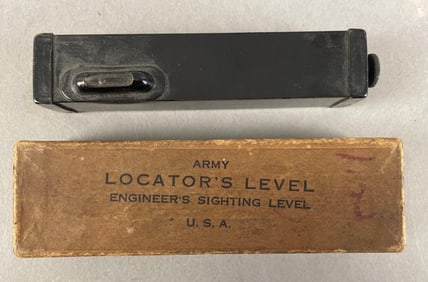 ARMY
LOCATOR'S LEVEL
ENGINEER'S SIGHTING LEVEL
U. S. A.